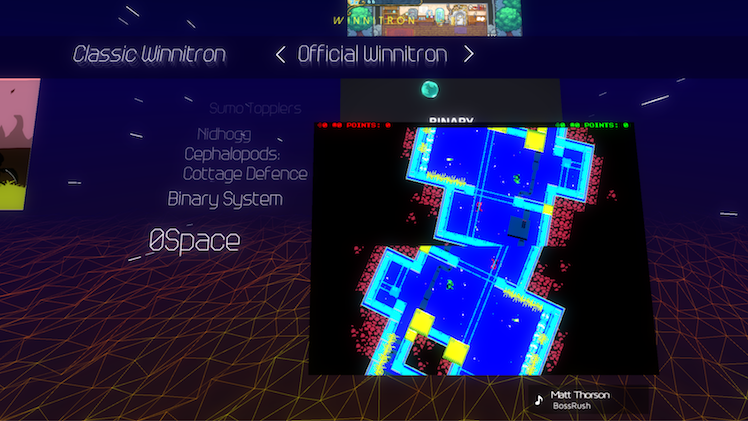 WINNITRON
Classic Winnitron
Official Winnitron
BINARY
Sumo Topplers
Nidhogg
Cephalopods:
Cottage Defence
Binary System
0Space
POINTS: 0
POINTS: 0
Matt Thorson
BossRush